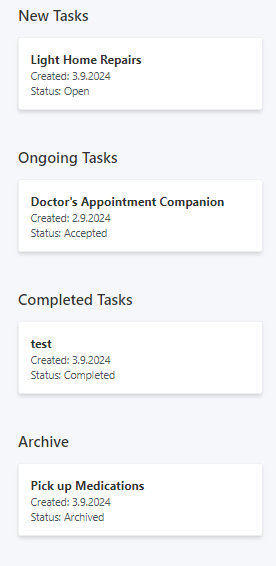 New Tasks
Light Home Repairs
Created: 3.9.2024
Status: Open
Ongoing Tasks
Doctor's Appointment Companion
Created: 2.9.2024
Status: Accepted
Completed Tasks
test
Created: 3.9.2024
Status: Completed
Archive
Pick up Medications
Created: 3.9.2024
Status: Archived